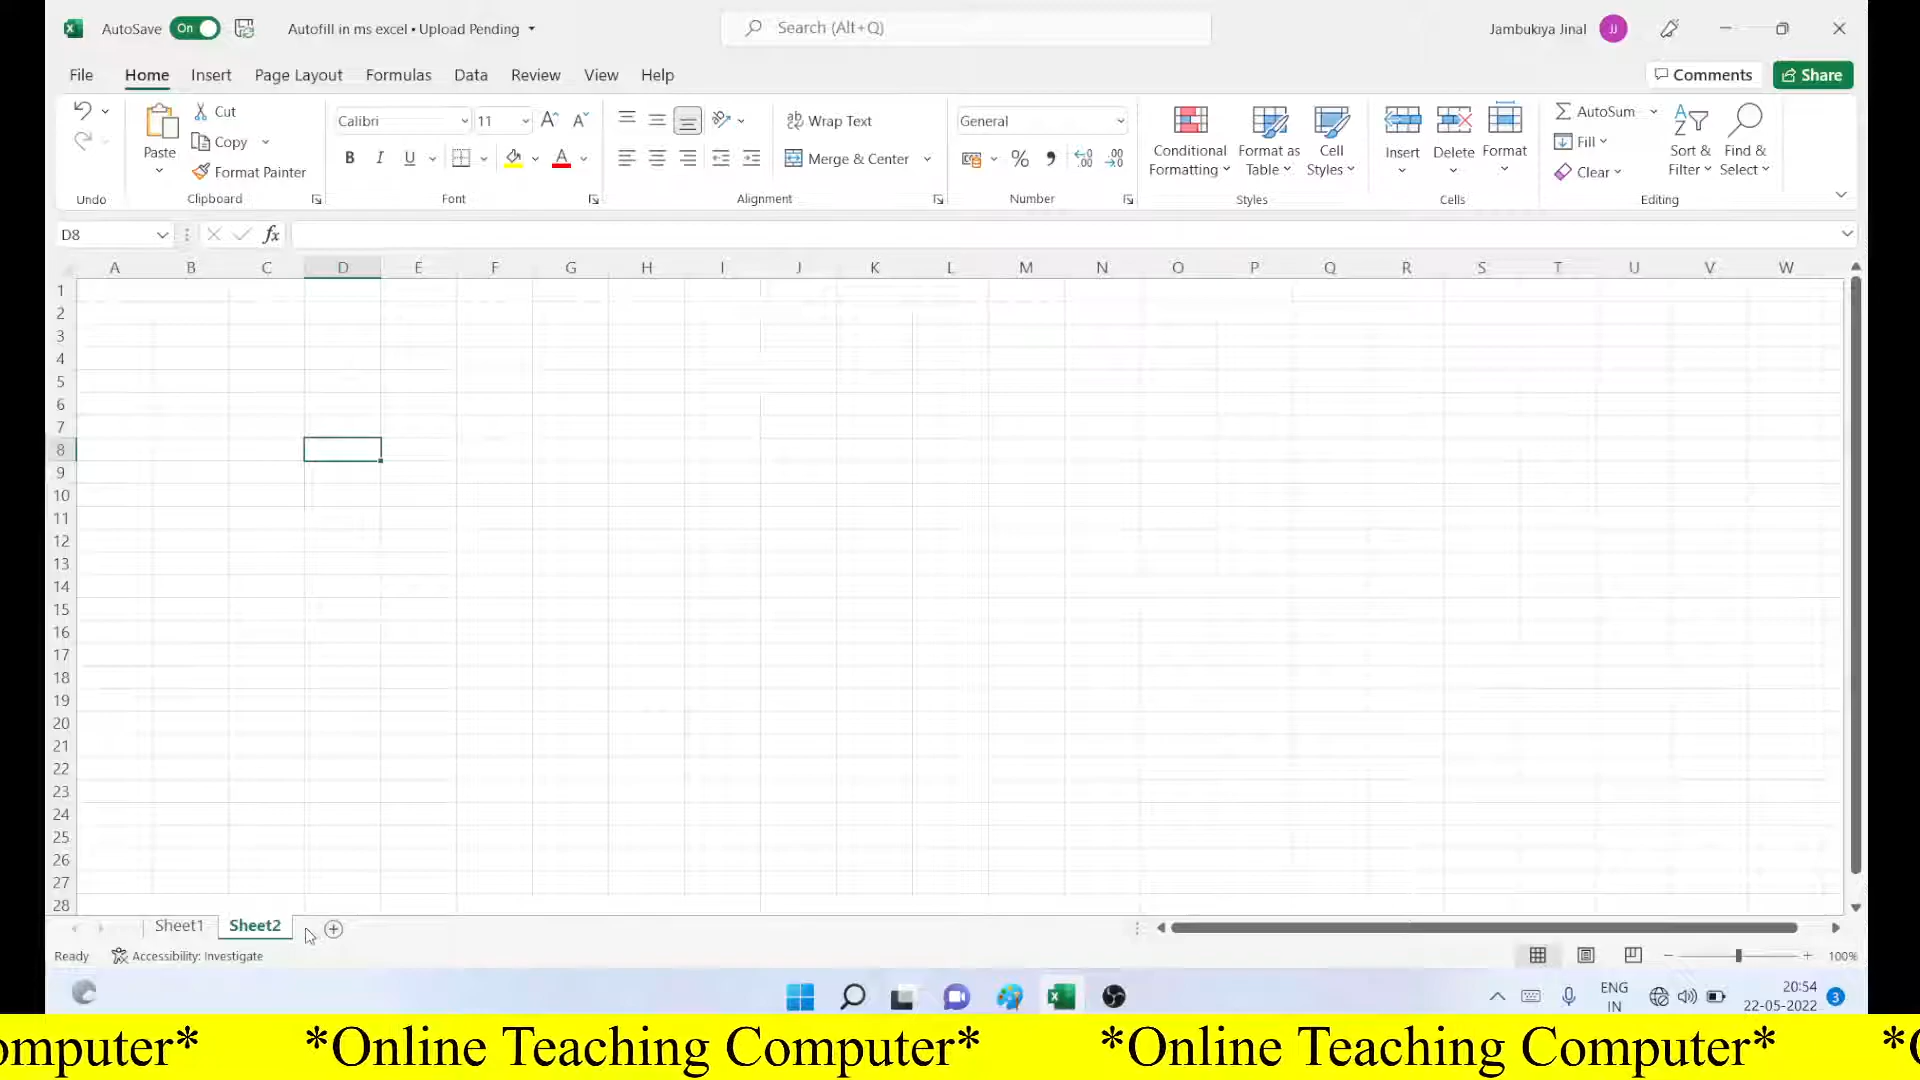 AutoSave On Autofill in ms excel • Upload Pending Search (Alt+Q) Jambukiya Jinal JJ
File Home Insert Page Layout Formulas Data Review View Help Comments Share
Paste Cut Copy Format Painter
Clipboard
Undo
Calibri 11
B I U A
Font
Wrap Text
Merge & Center
Alignment
General
% 
Number
Conditional Formatting Format as Table Cell Styles
Styles
Insert Delete Format
Cells
AutoSum
Fill
Clear
Sort & Filter Find & Select
Editing
D8 fx
A B C D E F G H I J K L M N O P Q R S T U V W
1
2
3
4
5
6
7
8
9
10
11
12
13
14
15
16
17
18
19
20
21
22
23
24
25
26
27
28
Sheet1 Sheet2
Ready Accessibility: Investigate 100%
ENG
IN
20:54
22-05-2022 3
omputer* *Online Teaching Computer* *Online Teaching Computer*